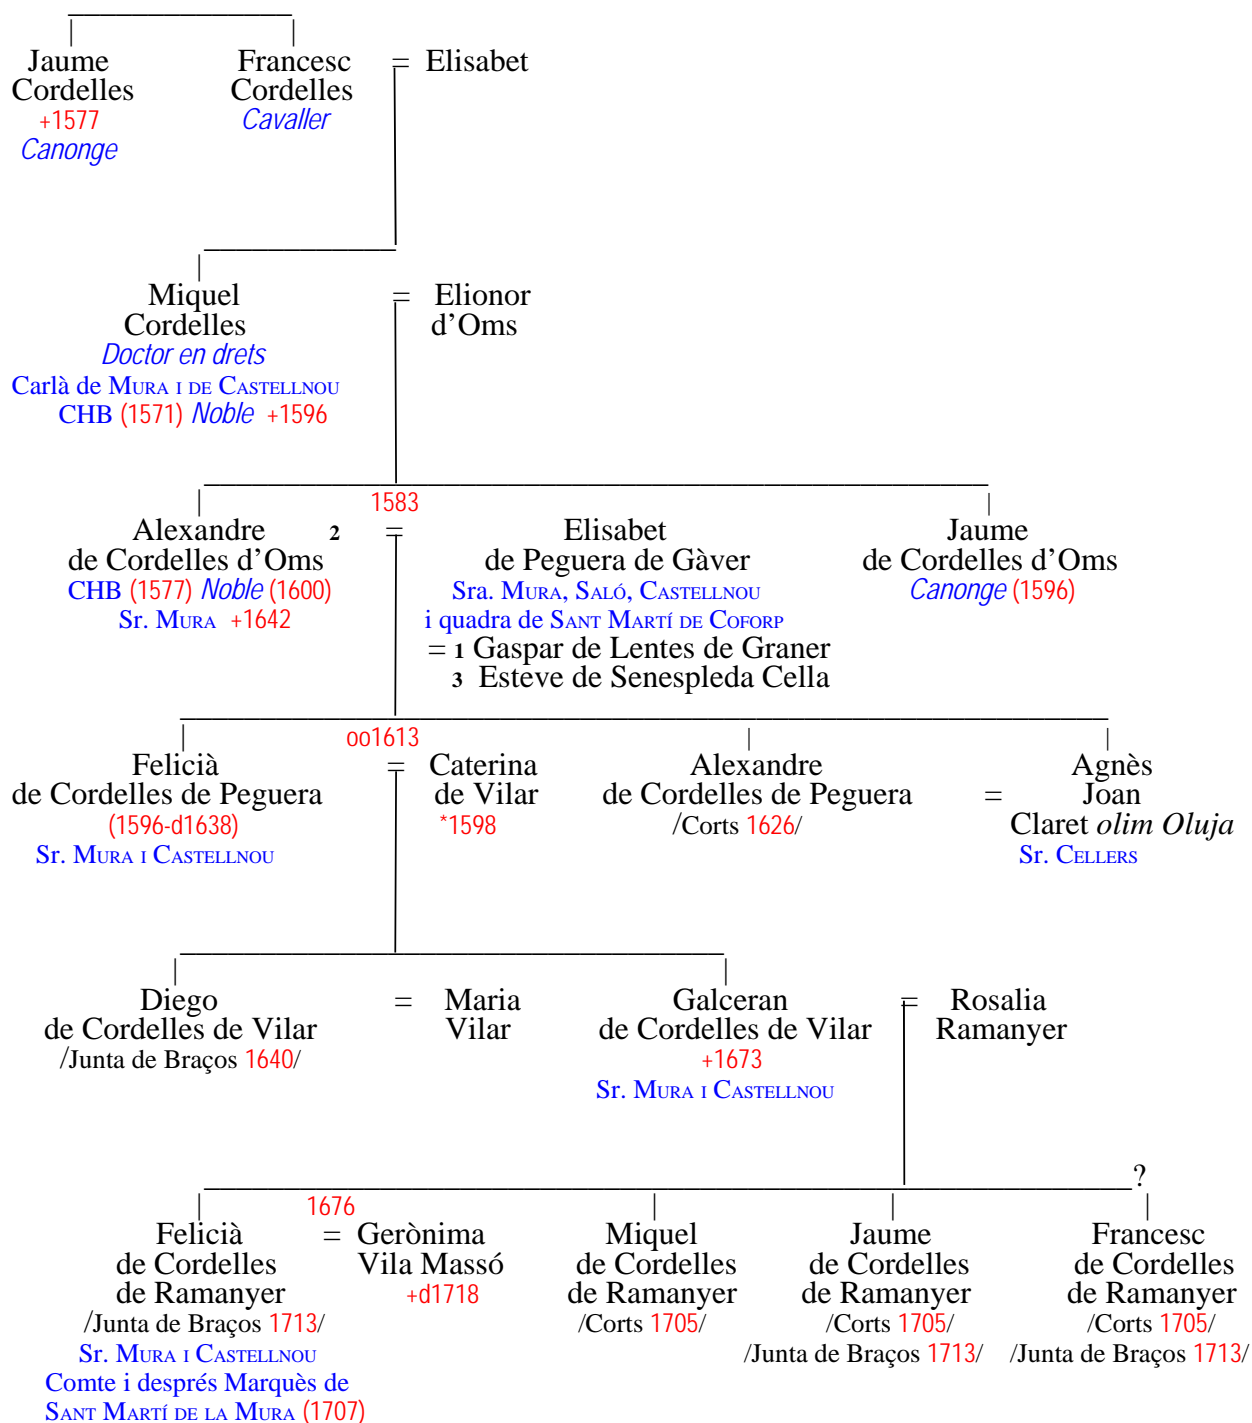 Jaume Francesc = Elisabet
Cordelles Cordelles
+1577 Cavaller
Canonge
Miquel = Elionor
Cordelles d’Oms
Doctor en drets
Carlà de MURA I DE CASTELLNOU
CHB (1571) Noble +1596
1583
Alexandre 2 = Elisabet Jaume
de Cordelles d’Oms de Peguera de Gàver de Cordelles d’Oms
CHB (1577) Noble (1600) Sra. MURA, SALÓ, CASTELLNOU Canonge (1596)
Sr. MURA +1642 i quadra de SANT MARTÍ DE COFORP
= 1 Gaspar de Lentes de Graner
3 Esteve de Senespleda Cella
oo1613
Felicià = Caterina Alexandre Agnès
de Cordelles de Peguera de Vilar de Cordelles de Peguera = Joan
(1596-d1638) *1598 /Corts 1626/ Claret olim Oluja
Sr. MURA I CASTELLNOU Sr. CELLERS
Diego = Maria Galceran = Rosalia
de Cordelles de Vilar Vilar de Cordelles de Vilar Ramanyer
/Junta de Braços 1640/ +1673
Sr. MURA I CASTELLNOU
?
1676
Felicià = Gerònima Miquel Jaume Francesc
de Cordelles Vila Massó de Cordelles de Cordelles de Cordelles
de Ramanyer +d1718 de Ramanyer de Ramanyer de Ramanyer
/Junta de Braços 1713/ /Corts 1705/ /Corts 1705/ /Corts 1705/
Sr. MURA I CASTELLNOU /Junta de Braços 1713/ /Junta de Braços 1713/
Comte i després Marquès de
SANT MARTÍ DE LA MURA (1707)